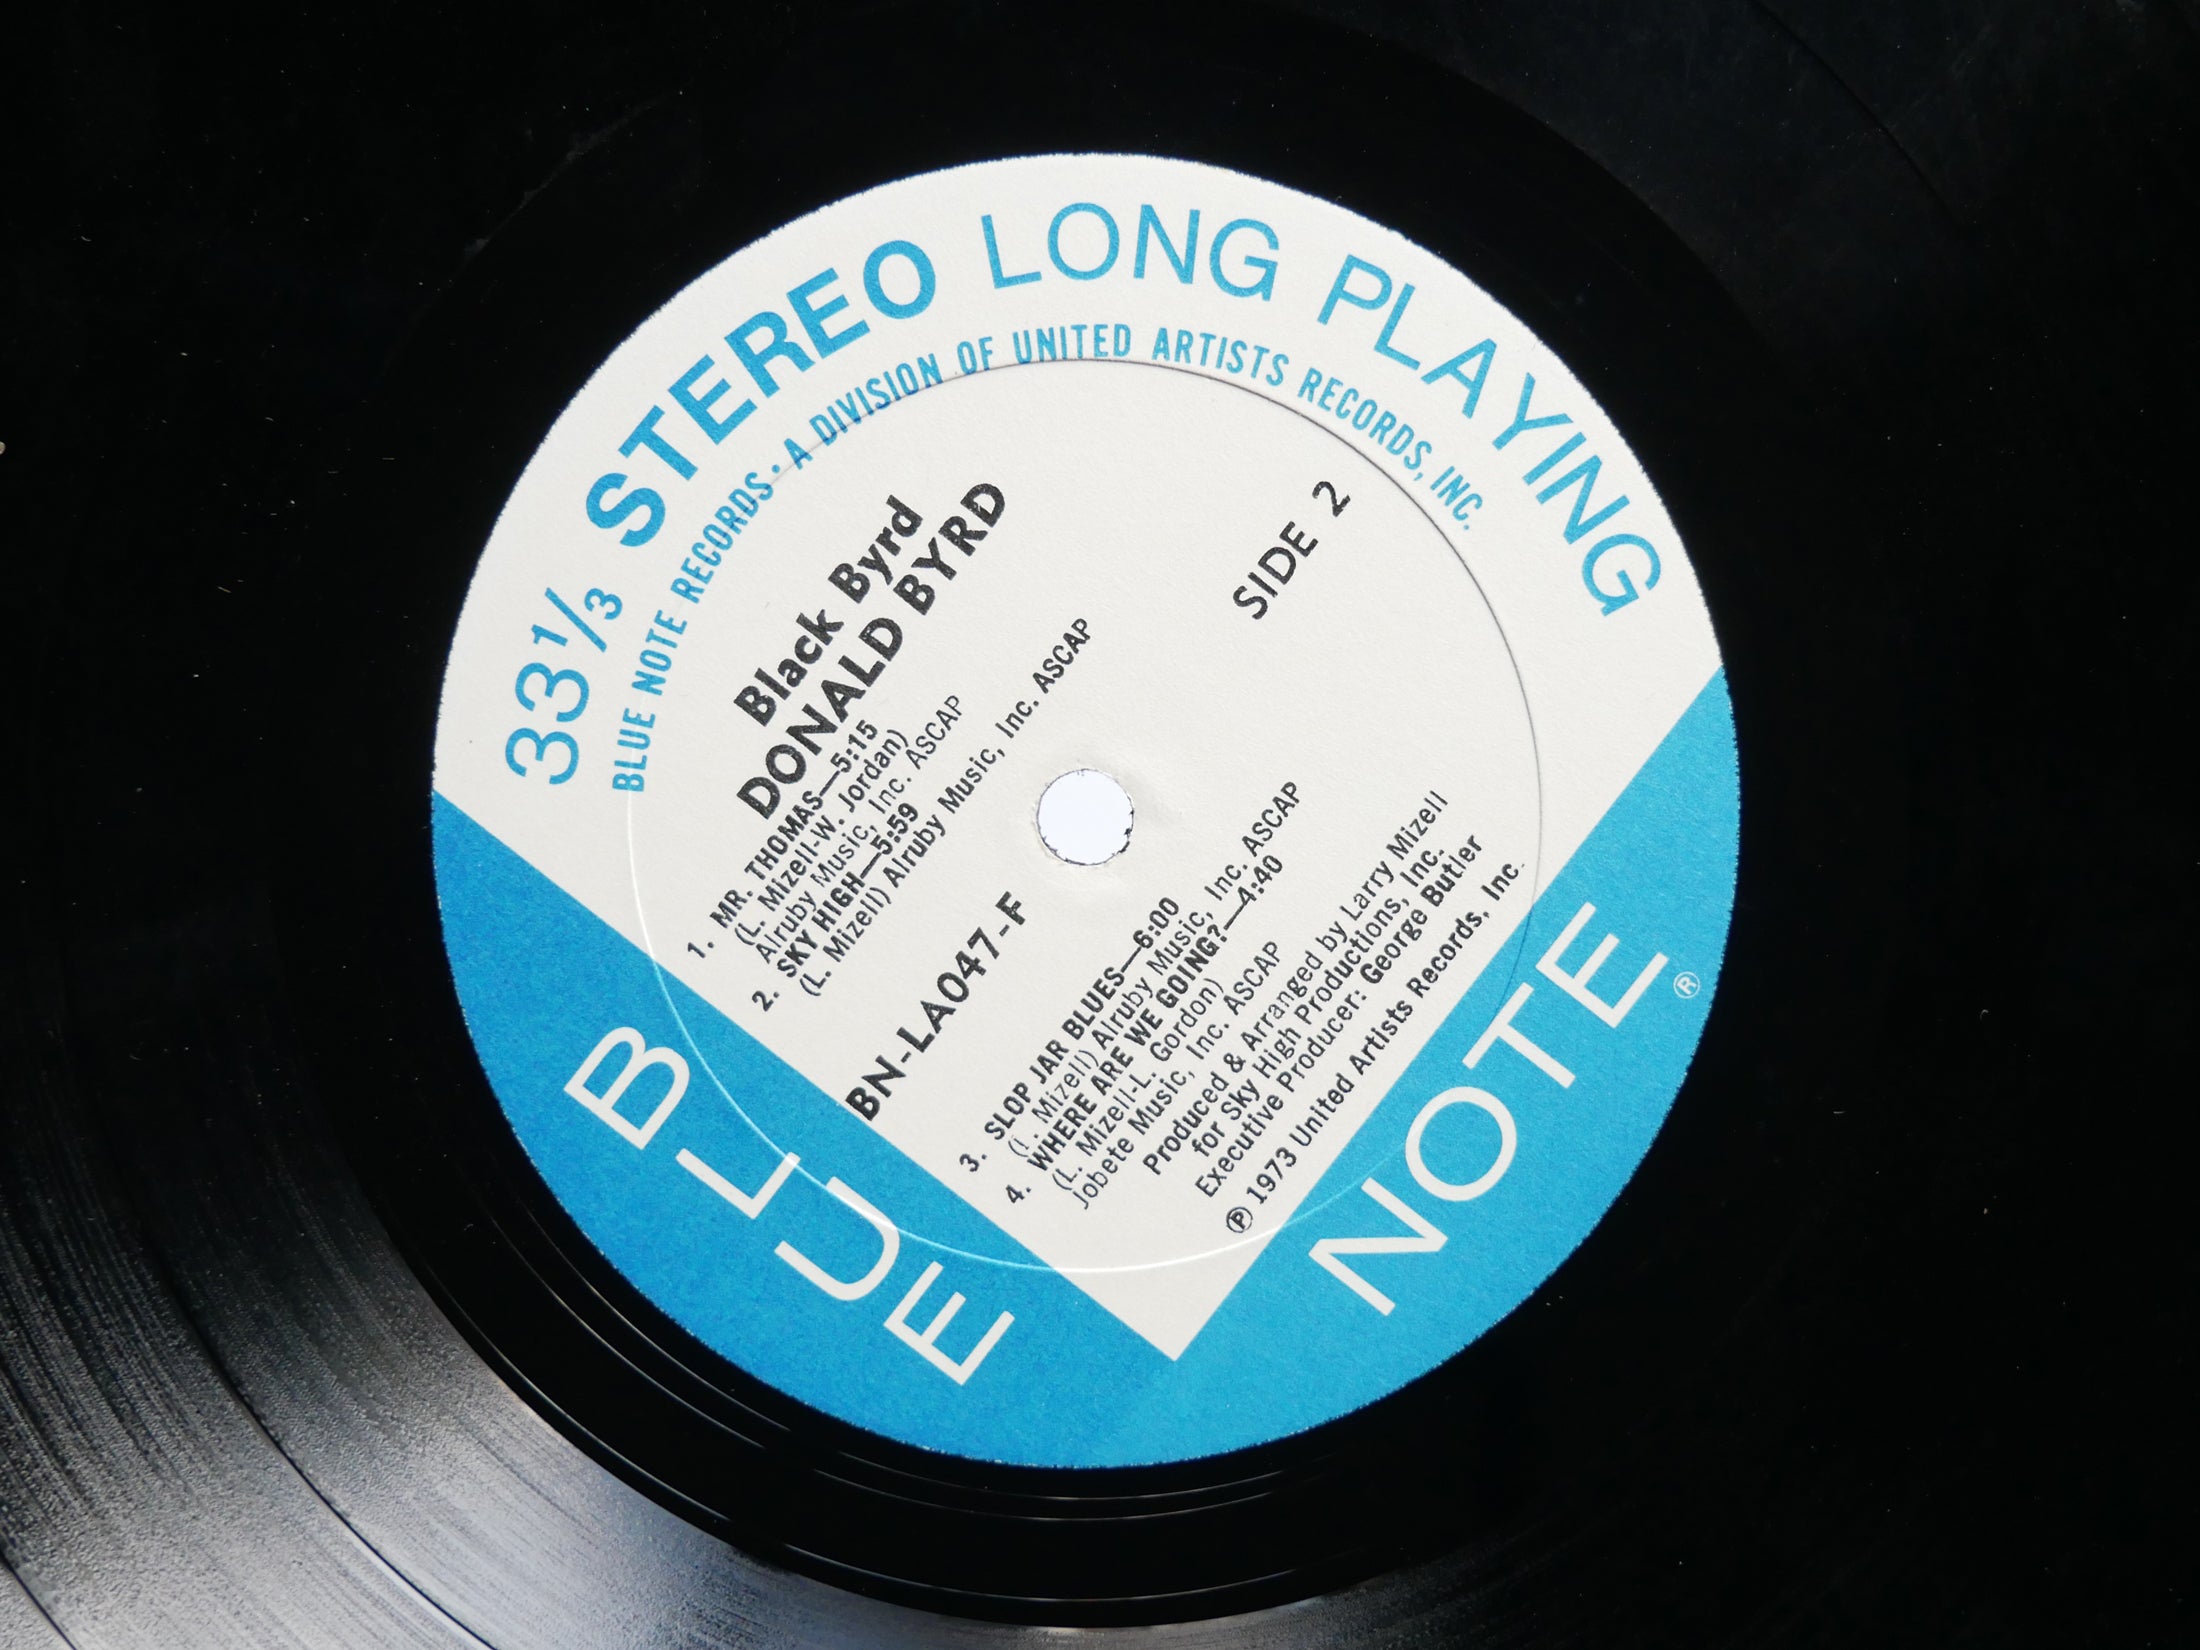 33⅓ STEREO LONG PLAYING
BLUE NOTE RECORDS • A DIVISION OF UNITED ARTISTS RECORDS, INC.
Black Byrd
DONALD BYRD
SIDE 2
1. MR. THOMAS—5:15
(L. Mizell-W. Jordan)
Alruby Music, Inc. ASCAP
2. SKY HIGH—5:59
(L. Mizell) Alruby Music, Inc. ASCAP
BN-LA047-F
3. SLOP JAR BLUES—6:00
(L. Mizell) Alruby Music, Inc. ASCAP
4. WHERE ARE WE GOING?—4:40
(L. Mizell-L. Gordon)
Jobete Music, Inc. ASCAP
Produced & Arranged by Larry Mizell
for Sky High Productions, Inc.
Executive Producer: George Butler
Ⓟ 1973 United Artists Records, Inc.
BLUE NOTE ®